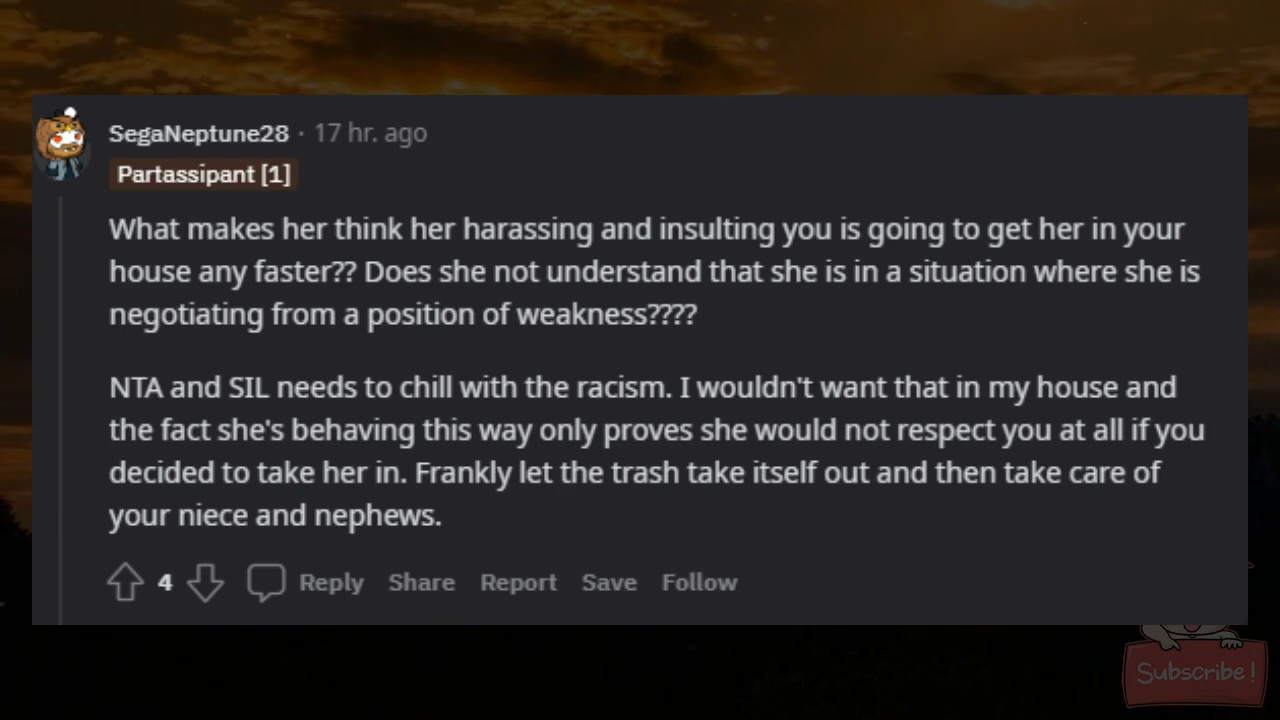 SegaNeptune28 · 17 hr. ago
Partassipant [1]
What makes her think her harassing and insulting you is going to get her in your
house any faster?? Does she not understand that she is in a situation where she is
negotiating from a position of weakness????
NTA and SIL needs to chill with the racism. I wouldn't want that in my house and
the fact she's behaving this way only proves she would not respect you at all if you
decided to take her in. Frankly let the trash take itself out and then take care of
your niece and nephews.
4 Reply Share Report Save Follow
Subscribe!